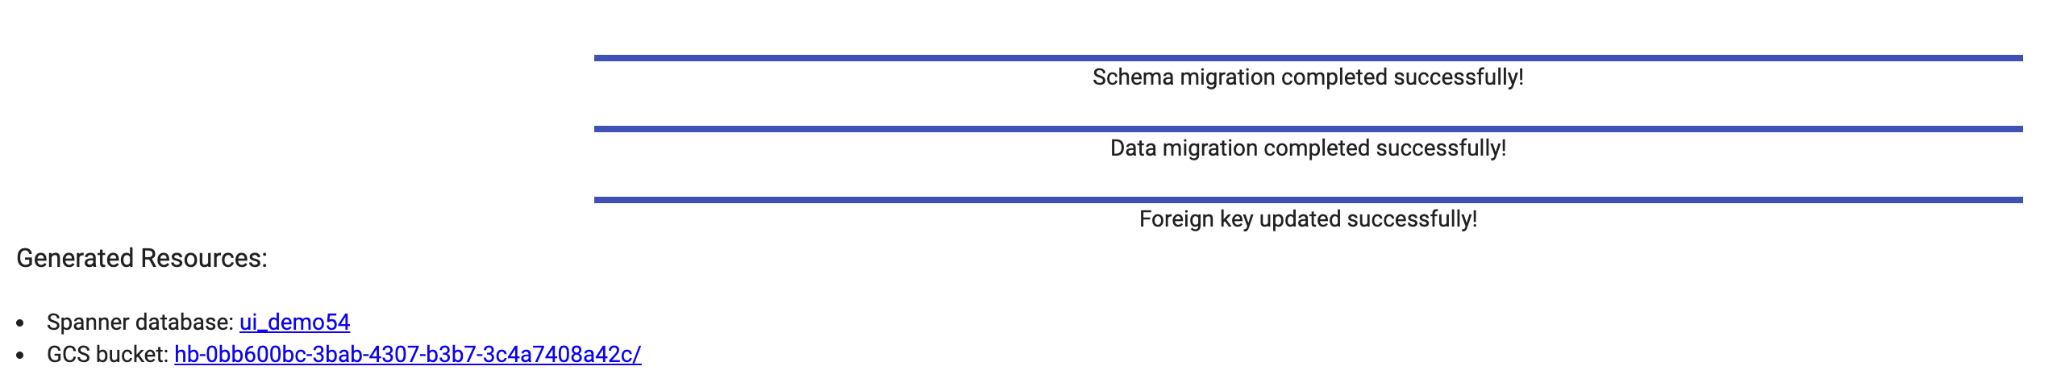 Schema migration completed successfully!
Data migration completed successfully!
Foreign key updated successfully!
Generated Resources:
• Spanner database: ui_demo54
• GCS bucket: hb-0bb600bc-3bab-4307-b3b7-3c4a7408a42c/